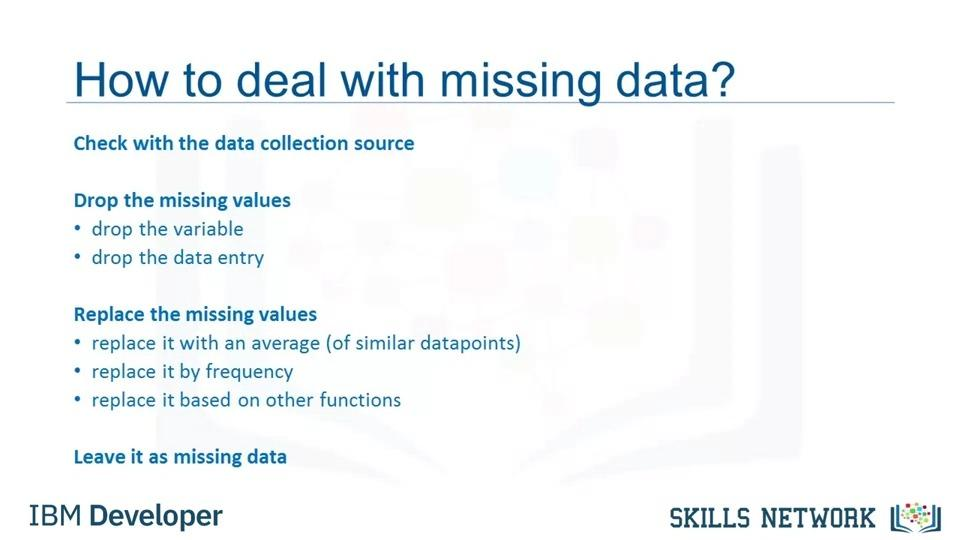 How to deal with missing data?
Check with the data collection source
Drop the missing values
• drop the variable
• drop the data entry
Replace the missing values
• replace it with an average (of similar datapoints)
• replace it by frequency
• replace it based on other functions
Leave it as missing data
IBM Developer
SKILLS NETWORK